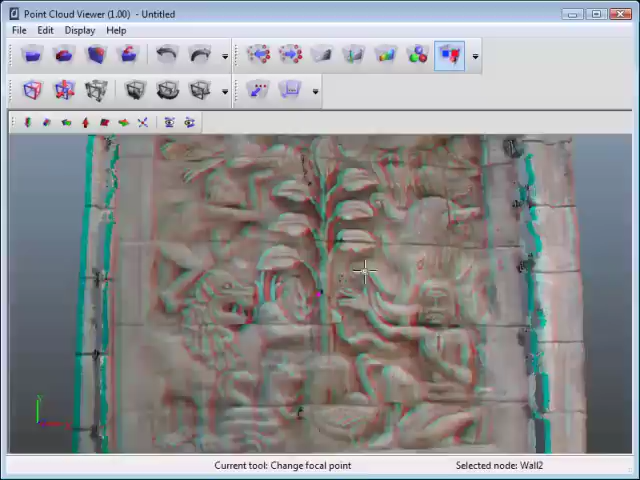 Point Cloud Viewer (1.00) - Untitled
File Edit Display Help
Current tool: Change focal point Selected node: Wall2